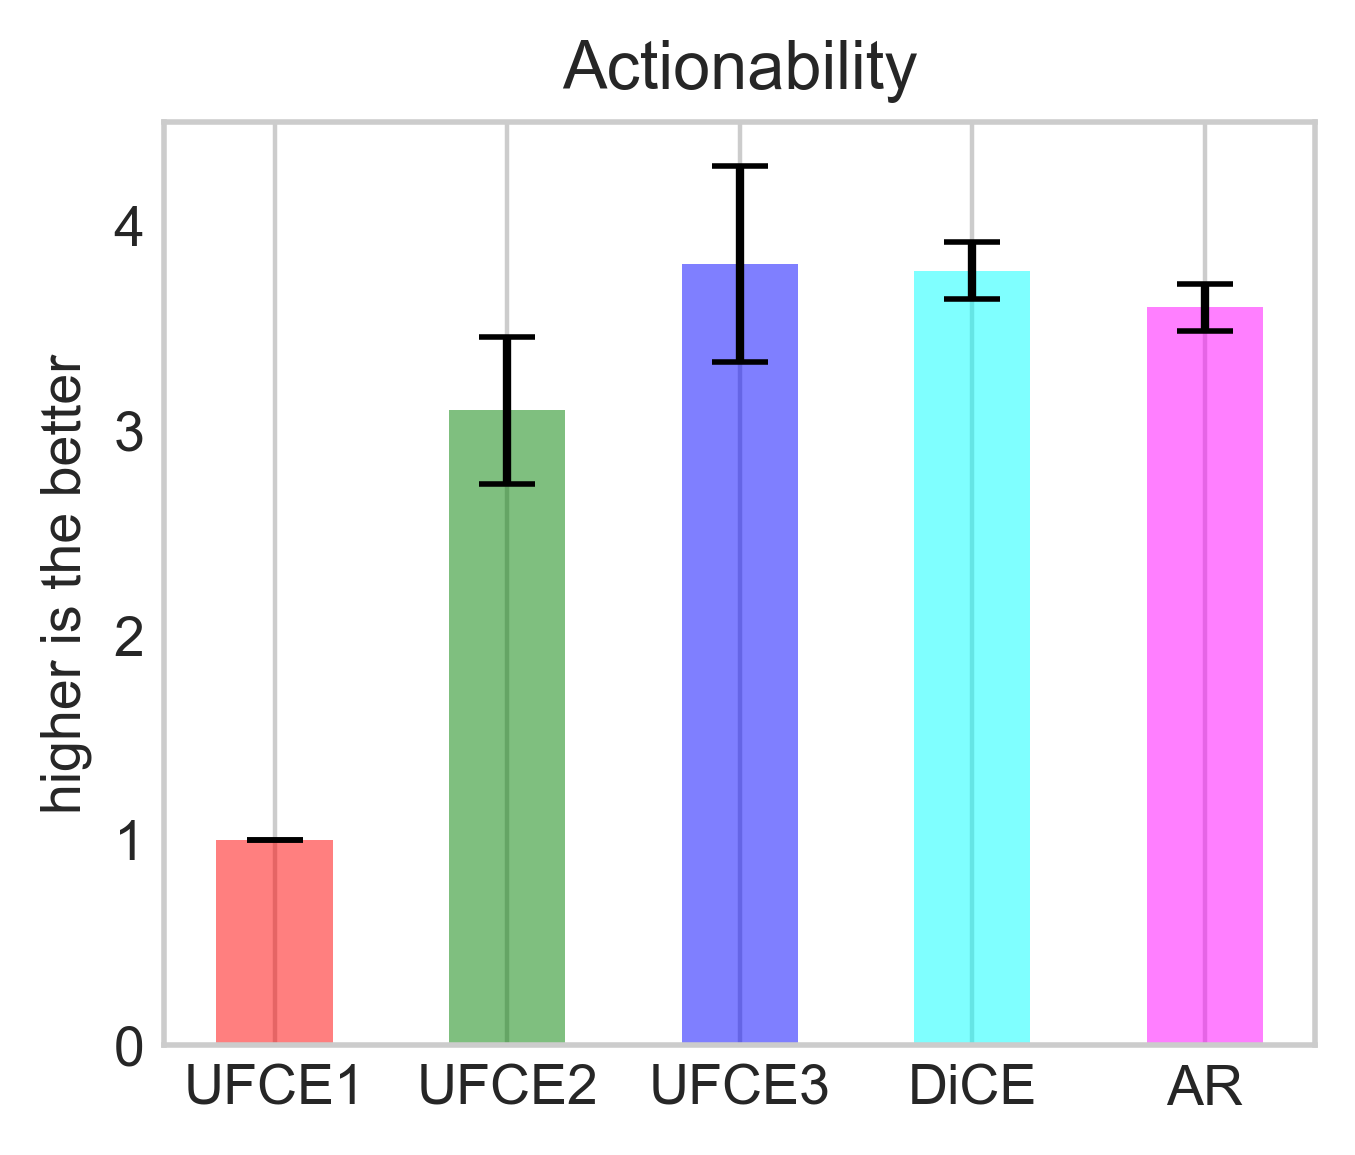 Actionability
higher is the better
4
3
2
1
0
UFCE1
UFCE2
UFCE3
DiCE
AR